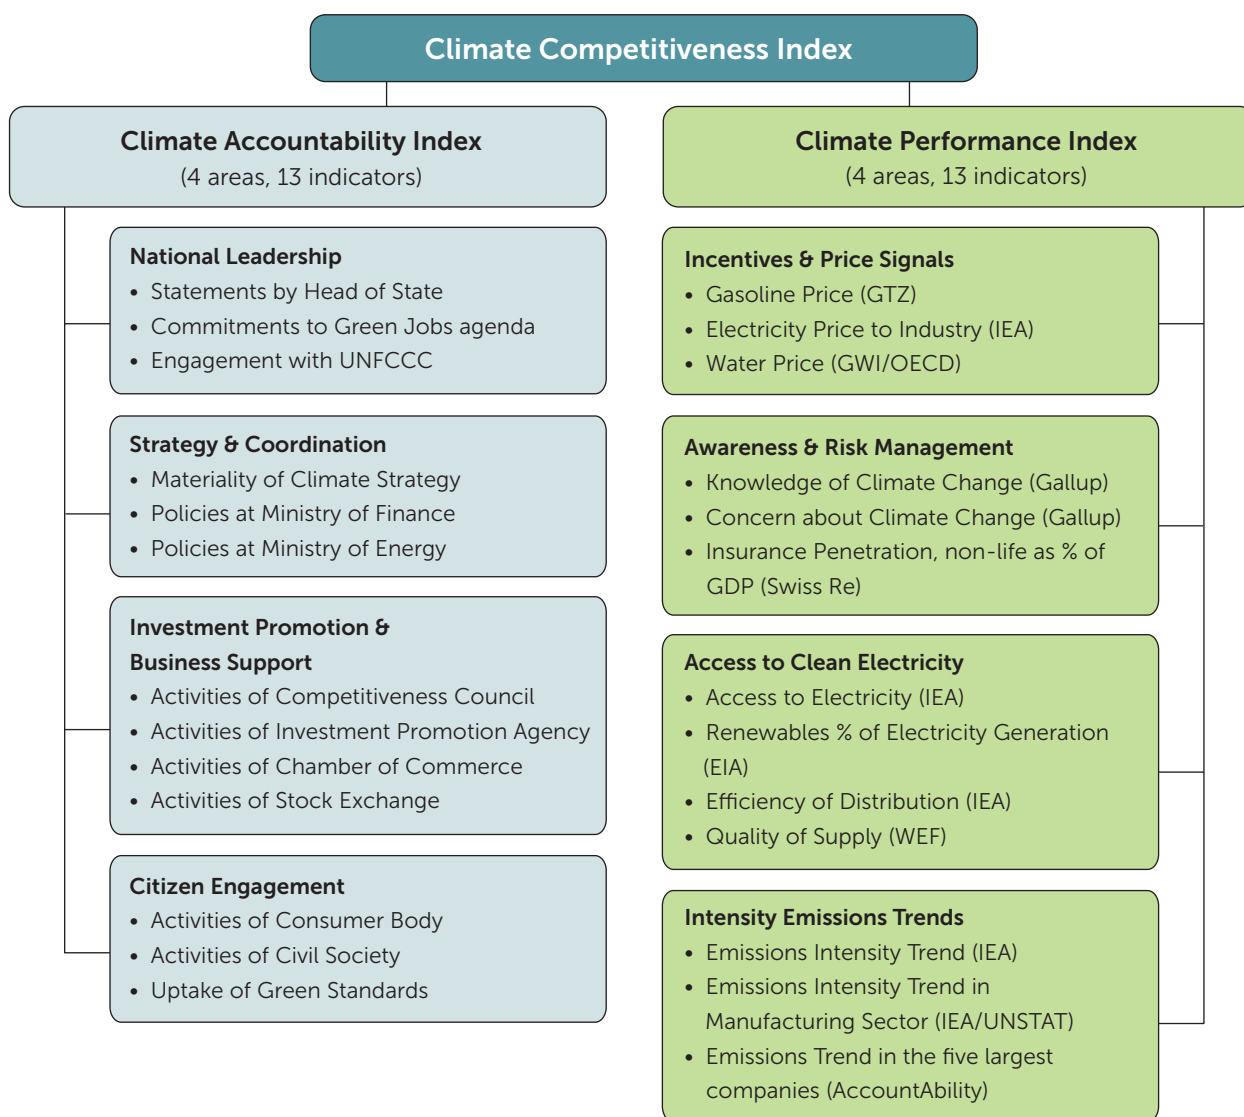 Climate Competitiveness Index
Climate Accountability Index
(4 areas, 13 indicators)
National Leadership
• Statements by Head of State
• Commitments to Green Jobs agenda
• Engagement with UNFCCC
Strategy & Coordination
• Materiality of Climate Strategy
• Policies at Ministry of Finance
• Policies at Ministry of Energy
Investment Promotion &
Business Support
• Activities of Competitiveness Council
• Activities of Investment Promotion Agency
• Activities of Chamber of Commerce
• Activities of Stock Exchange
Citizen Engagement
• Activities of Consumer Body
• Activities of Civil Society
• Uptake of Green Standards
Climate Performance Index
(4 areas, 13 indicators)
Incentives & Price Signals
• Gasoline Price (GTZ)
• Electricity Price to Industry (IEA)
• Water Price (GWI/OECD)
Awareness & Risk Management
• Knowledge of Climate Change (Gallup)
• Concern about Climate Change (Gallup)
• Insurance Penetration, non-life as % of
GDP (Swiss Re)
Access to Clean Electricity
• Access to Electricity (IEA)
• Renewables % of Electricity Generation
(EIA)
• Efficiency of Distribution (IEA)
• Quality of Supply (WEF)
Intensity Emissions Trends
• Emissions Intensity Trend (IEA)
• Emissions Intensity Trend in
Manufacturing Sector (IEA/UNSTAT)
• Emissions Trend in the five largest
companies (AccountAbility)